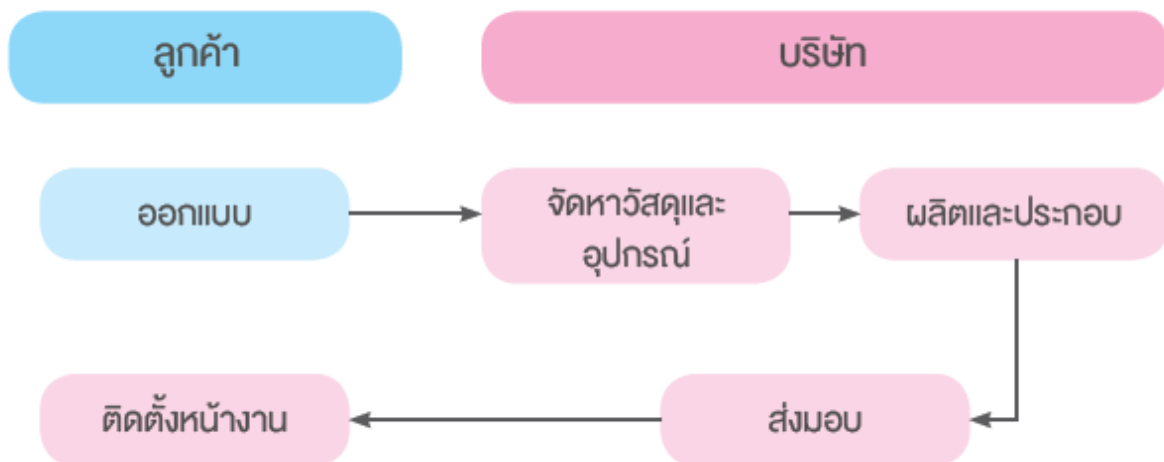 ลูกค้า
บริษัท
ออกแบบ
จัดหาวัสดุและ
อุปกรณ์
ผลิตและประกอบ
ติดตั้งหน้างาน
ส่งมอบ